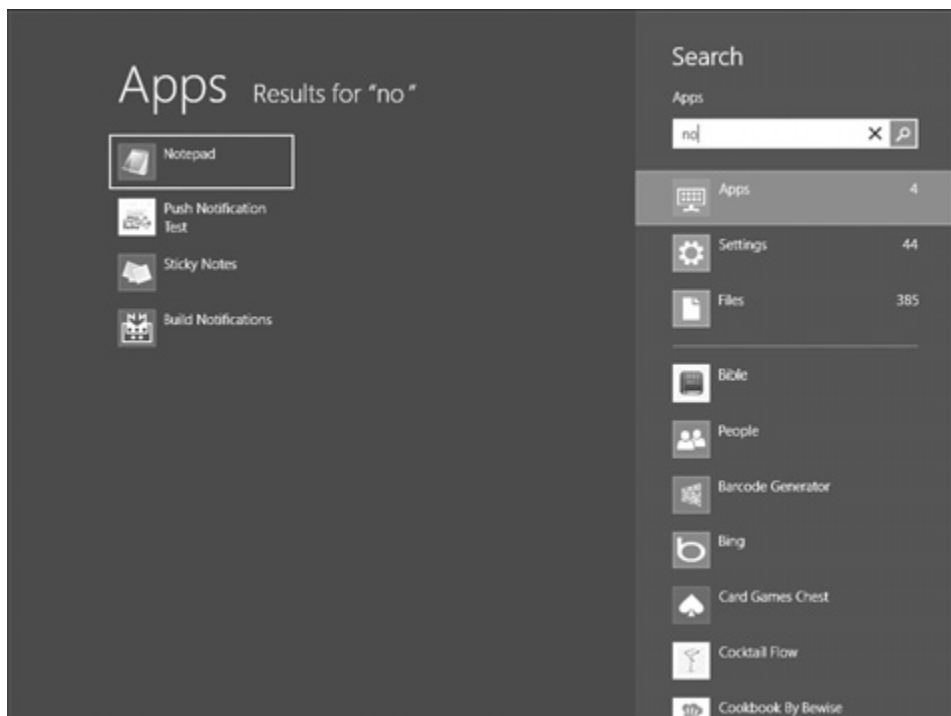 Apps Results for "no"
Notepad
Push Notification
Test
Sticky Notes
Build Notifications
Search
Apps
no
Apps 4
Settings 44
Files 385
Bible
People
Barcode Generator
Bing
Card Games Chest
Cocktail Flow
Cookbook By Bewise